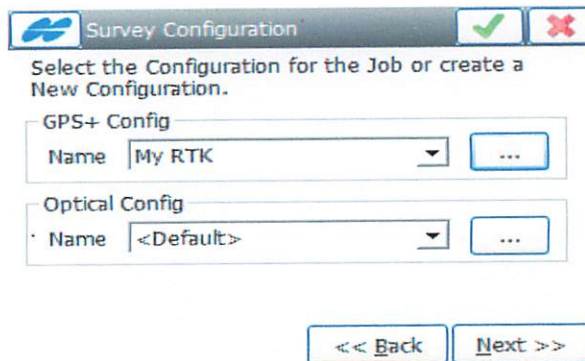 Survey Configuration
Select the Configuration for the Job or create a
New Configuration.
GPS+ Config
Name My RTK ...
Optical Config
Name <Default> ...
<< Back Next >>